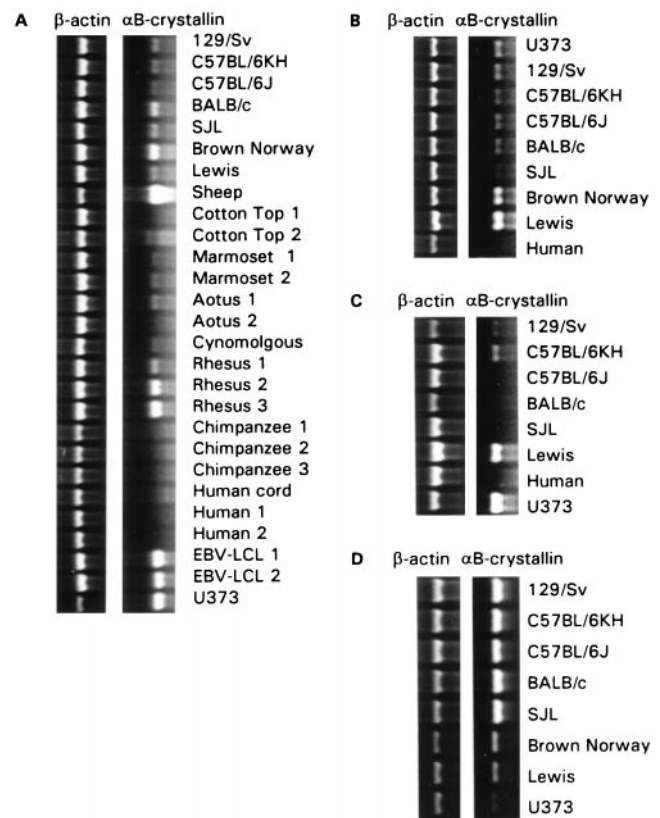 A β-actin αB-crystallin
129/Sv
C57BL/6KH
C57BL/6J
BALB/c
SJL
Brown Norway
Lewis
Sheep
Cotton Top 1
Cotton Top 2
Marmoset 1
Marmoset 2
Aotus 1
Aotus 2
Cynomolgous
Rhesus 1
Rhesus 2
Rhesus 3
Chimpanzee 1
Chimpanzee 2
Chimpanzee 3
Human cord
Human 1
Human 2
EBV-LCL 1
EBV-LCL 2
U373
B β-actin αB-crystallin
U373
129/Sv
C57BL/6KH
C57BL/6J
BALB/c
SJL
Brown Norway
Lewis
Human
C β-actin αB-crystallin
129/Sv
C57BL/6KH
C57BL/6J
BALB/c
SJL
Lewis
Human
U373
D β-actin αB-crystallin
129/Sv
C57BL/6KH
C57BL/6J
BALB/c
SJL
Brown Norway
Lewis
U373